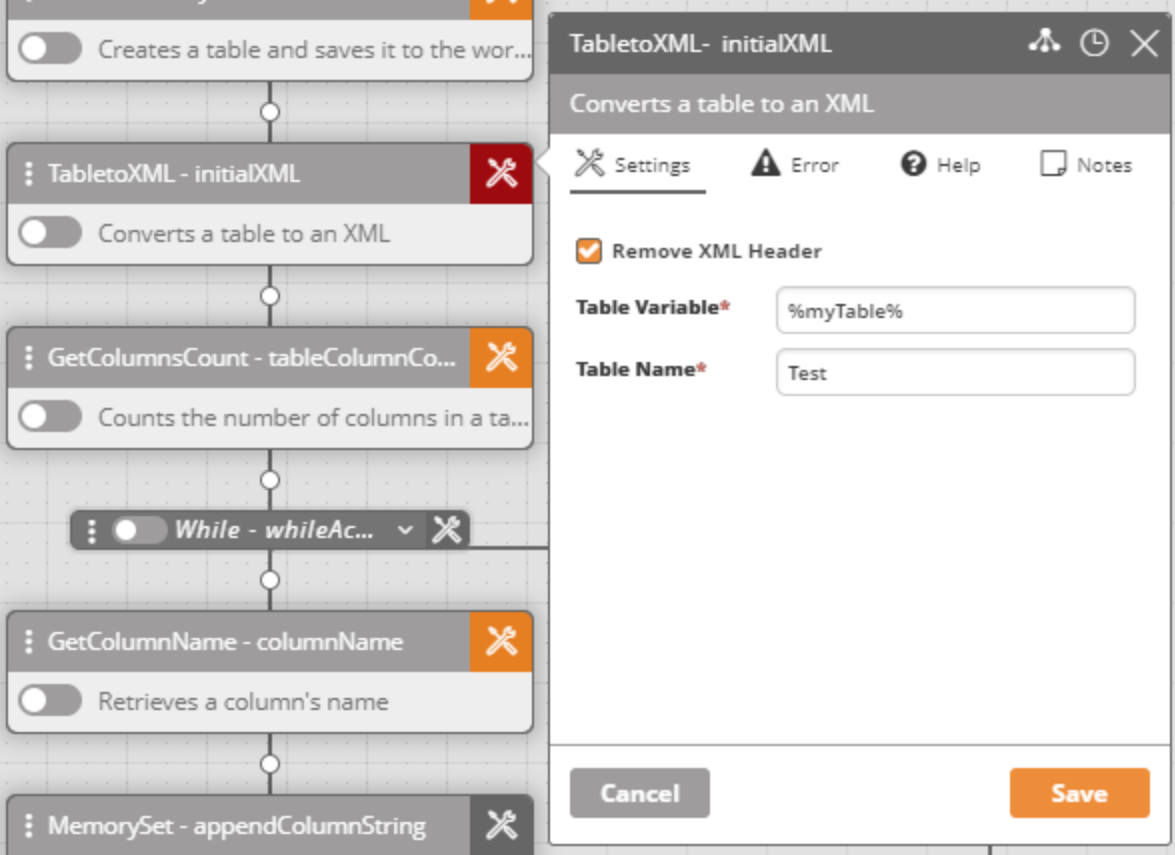 Creates a table and saves it to the wor...
TabletoXML - initialXML
Converts a table to an XML
GetColumnsCount - tableColumnCo...
Counts the number of columns in a ta...
While - whileAc...
GetColumnName - columnName
Retrieves a column's name
MemorySet - appendColumnString
TabletoXML- initialXML
Converts a table to an XML
Settings Error Help Notes
Remove XML Header
Table Variable* %myTable%
Table Name* Test
Cancel Save